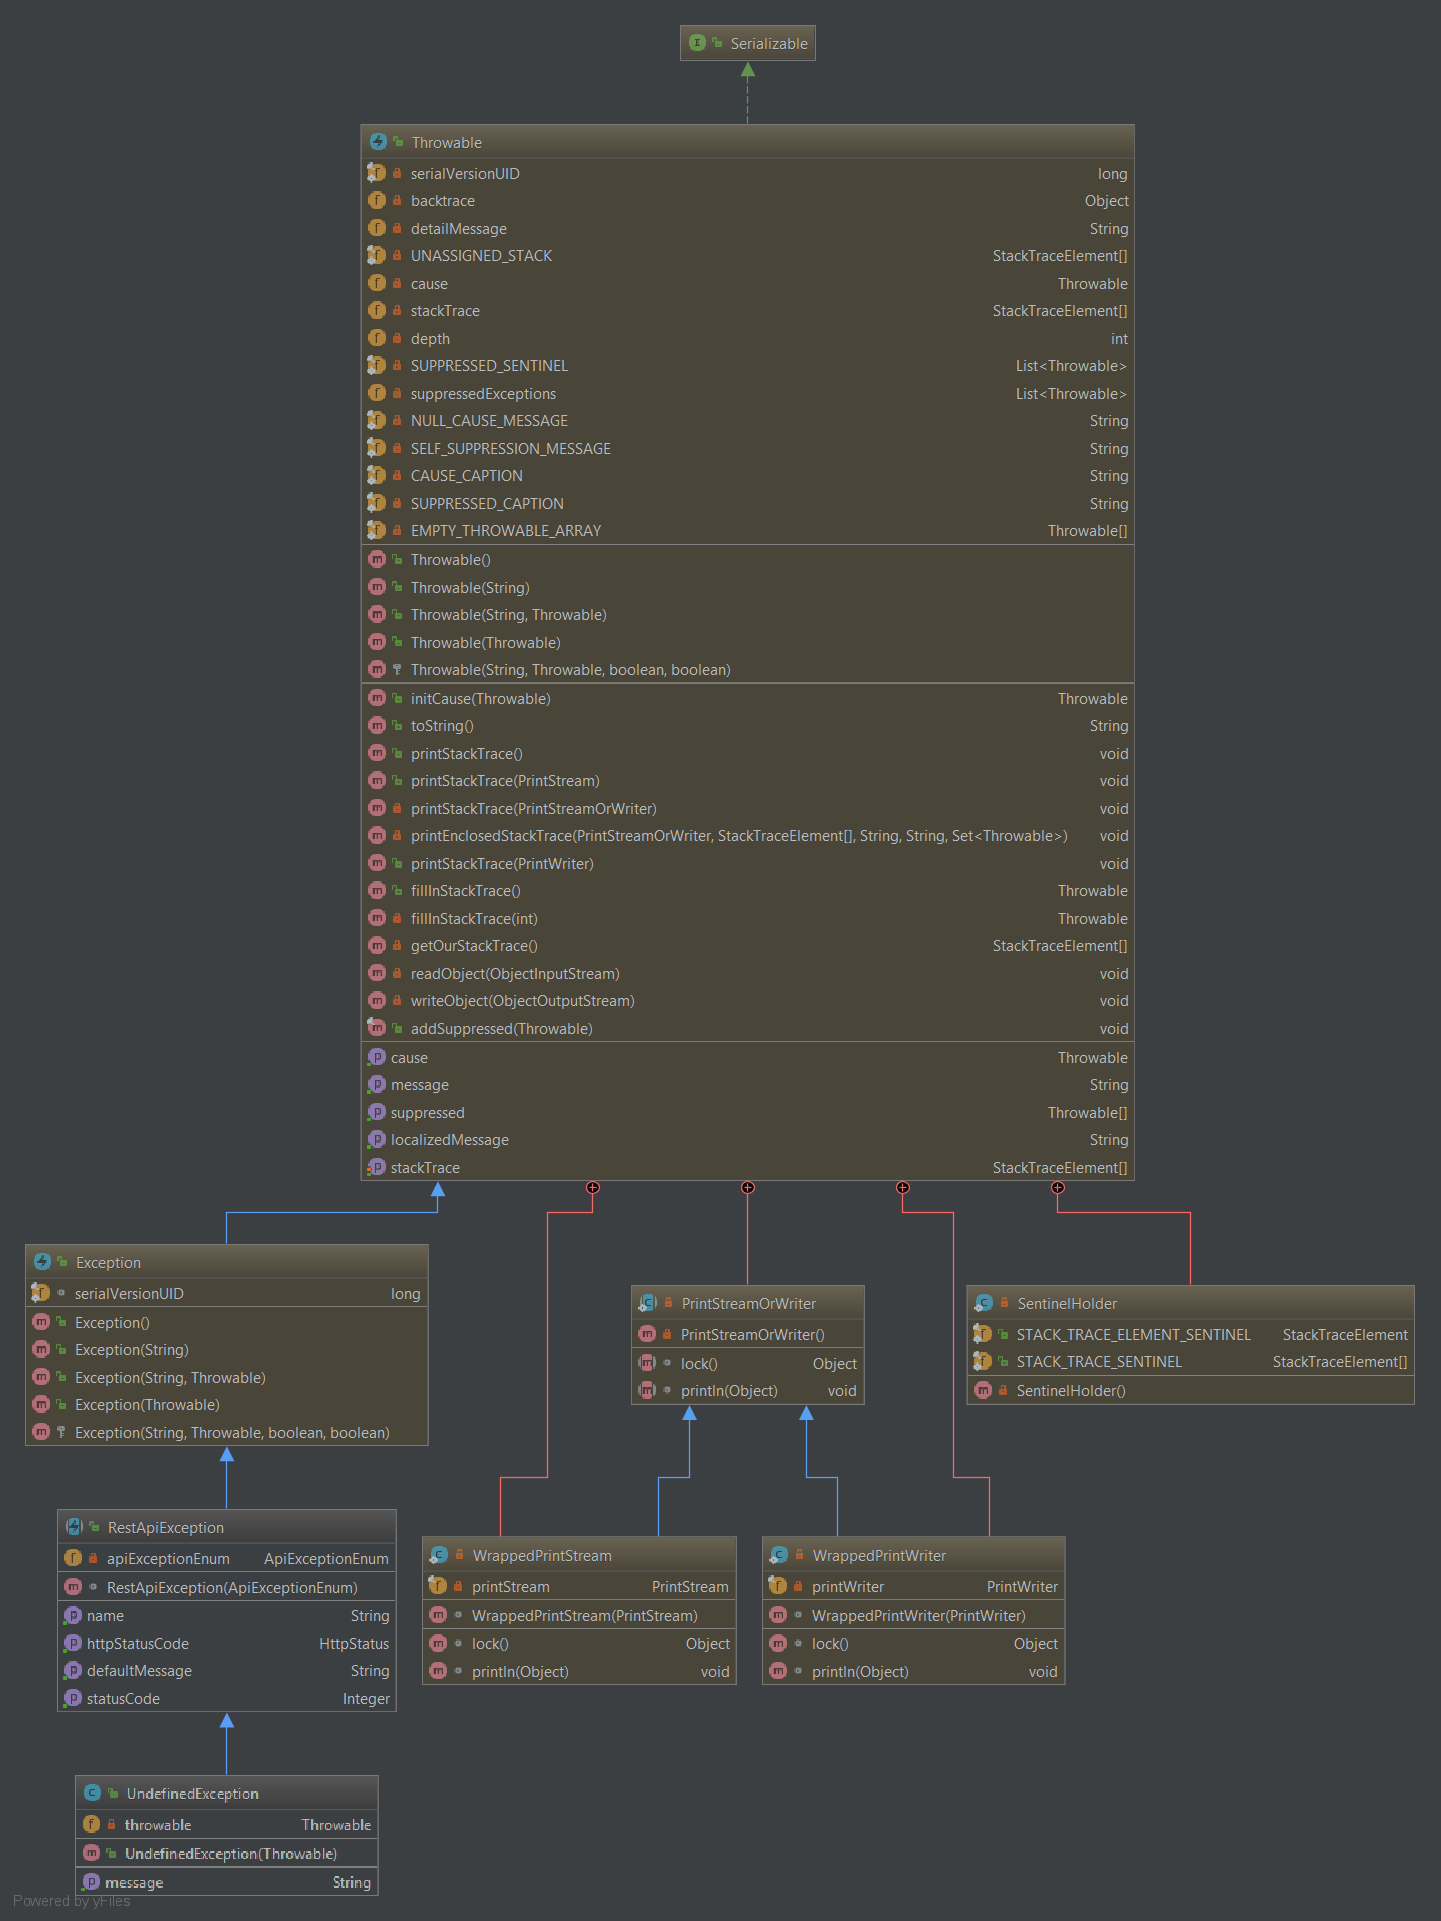 Serializable
Throwable
serialVersionUID long
backtrace Object
detailMessage String
UNASSIGNED_STACK StackTraceElement[]
cause Throwable
stackTrace StackTraceElement[]
depth int
SUPPRESSED_SENTINEL List<Throwable>
suppressedExceptions List<Throwable>
NULL_CAUSE_MESSAGE String
SELF_SUPPRESSION_MESSAGE String
CAUSE_CAPTION String
SUPPRESSED_CAPTION String
EMPTY_THROWABLE_ARRAY Throwable[]
Throwable()
Throwable(String)
Throwable(String, Throwable)
Throwable(Throwable)
Throwable(String, Throwable, boolean, boolean)
initCause(Throwable) Throwable
toString() String
printStackTrace() void
printStackTrace(PrintStream) void
printStackTrace(PrintStreamOrWriter) void
printEnclosedStackTrace(PrintStreamOrWriter, StackTraceElement[], String, String, Set<Throwable>) void
printStackTrace(PrintWriter) void
fillInStackTrace() Throwable
fillInStackTrace(int) Throwable
getOurStackTrace() StackTraceElement[]
readObject(ObjectInputStream) void
writeObject(ObjectOutputStream) void
addSuppressed(Throwable) void
cause Throwable
message String
suppressed Throwable[]
localizedMessage String
stackTrace StackTraceElement[]
Exception
serialVersionUID long
Exception()
Exception(String)
Exception(String, Throwable)
Exception(Throwable)
Exception(String, Throwable, boolean, boolean)
PrintStreamOrWriter
PrintStreamOrWriter()
lock() Object
println(Object) void
SentinelHolder
STACK_TRACE_ELEMENT_SENTINEL StackTraceElement
STACK_TRACE_SENTINEL StackTraceElement[]
SentinelHolder()
RestApiException
apiExceptionEnum ApiExceptionEnum
RestApiException(ApiExceptionEnum)
name String
httpStatusCode HttpStatus
defaultMessage String
statusCode Integer
WrappedPrintStream
printStream PrintStream
WrappedPrintStream(PrintStream)
lock() Object
println(Object) void
WrappedPrintWriter
printWriter PrintWriter
WrappedPrintWriter(PrintWriter)
lock() Object
println(Object) void
UndefinedException
throwable Throwable
UndefinedException(Throwable)
message String
Powered by yFiles